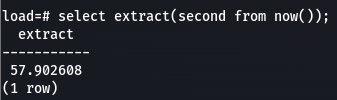 load=# select extract(second from now());
  extract
-----------
 57.902608
(1 row)